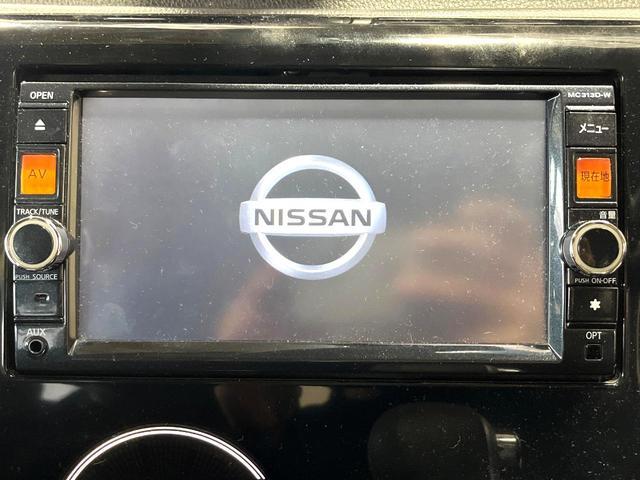 OPEN
MC313D-W
メニュー
AV
現在地
TRACK/TUNE
音量
NISSAN
PUSH SOURCE
PUSH ON·OFF
AUX
OPT